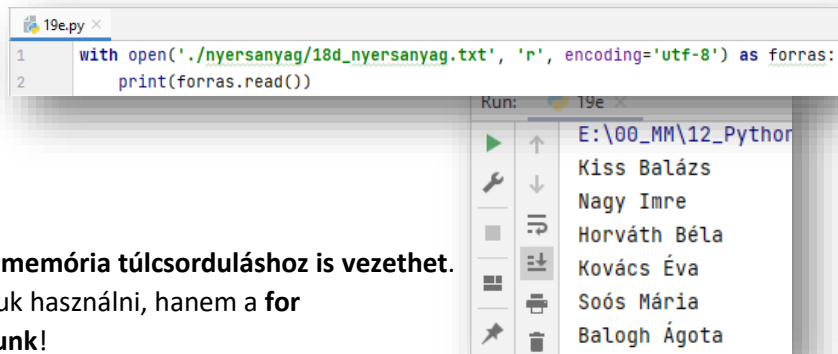 19e.py
1 with open('./nyersanyag/18d_nyersanyag.txt', 'r', encoding='utf-8') as forras:
2 print(forras.read())
Run: 19e
E:\00_MM\12_Python
Kiss Balázs
Nagy Imre
Horváth Béla
Kovács Éva
Soós Mária
Balogh Ágota
memória túlcsorduláshoz is vezethet.
uk használni, hanem a for
unk!